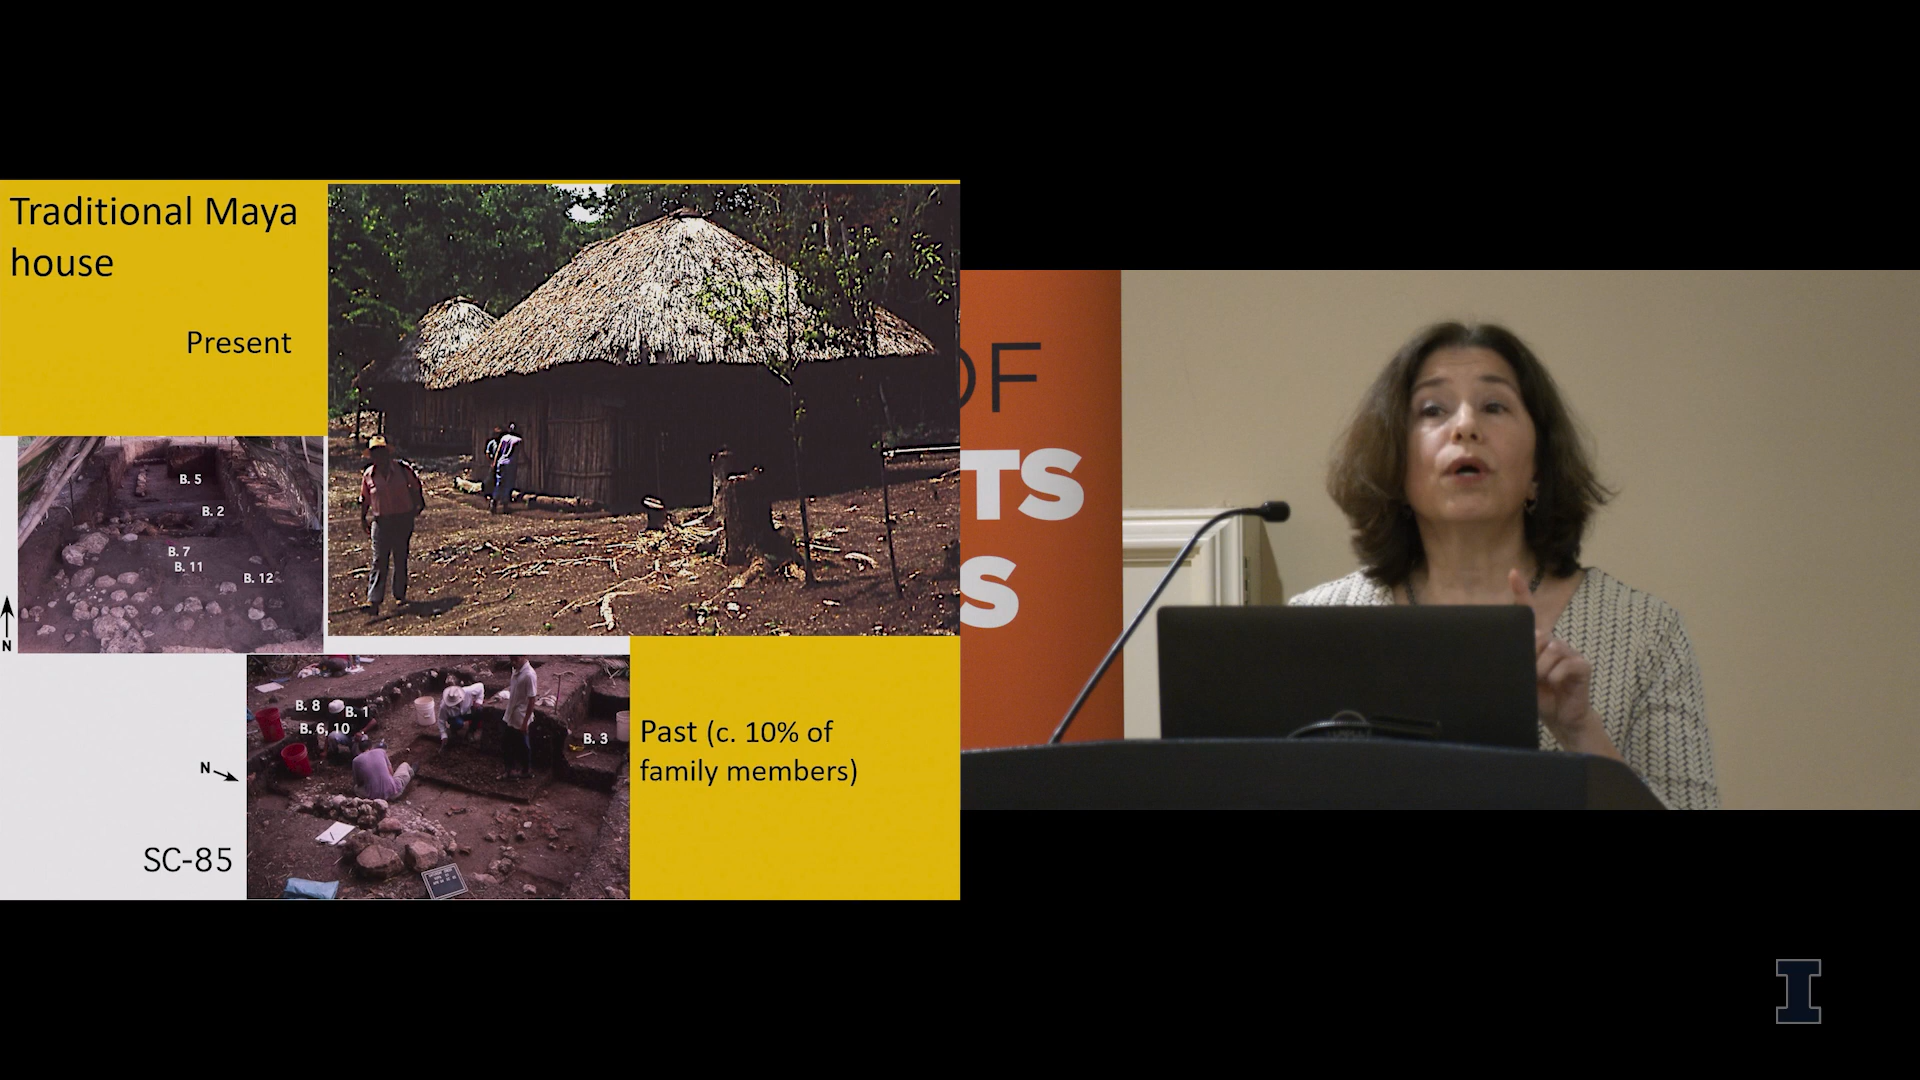 Traditional Maya
house
Present
B. 5
B. 2
B. 7
B. 11
B. 12
N
B. 8
B. 1
B. 6, 10
B. 3
N
SC-85
Past (c. 10% of
family members)
OF
TS
S
I